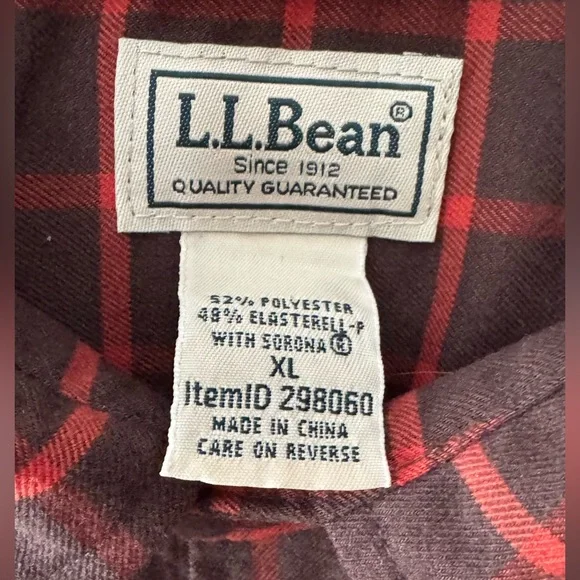 L.L.Bean®
Since 1912
QUALITY GUARANTEED
52% POLYESTER
48% ELASTERELL-P
WITH SORONA®
XL
ItemID 298060
MADE IN CHINA
CARE ON REVERSE